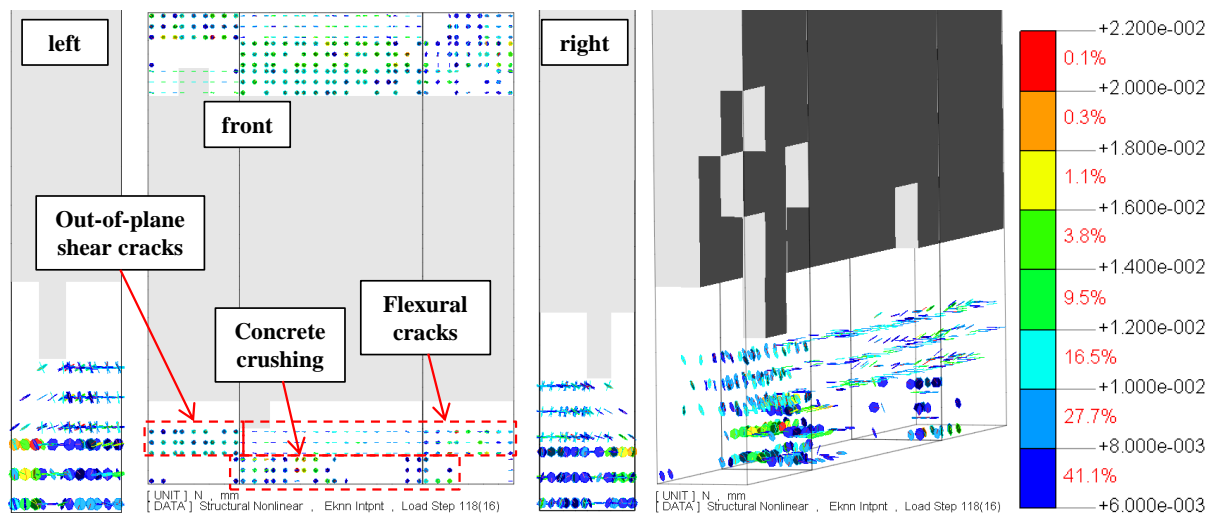 left
front
right
Out-of-plane
shear cracks
Concrete
crushing
Flexural
cracks
[ UNIT ] N , mm
[ DATA ] Structural Nonlinear , Eknn Intpnt , Load Step 118(16)
[ UNIT ] N , mm
[ DATA ] Structural Nonlinear , Eknn Intpnt , Load Step 118(16)
+2.200e-002
0.1%
+2.000e-002
0.3%
+1.800e-002
1.1%
+1.600e-002
3.8%
+1.400e-002
9.5%
+1.200e-002
16.5%
+1.000e-002
27.7%
+8.000e-003
41.1%
+6.000e-003